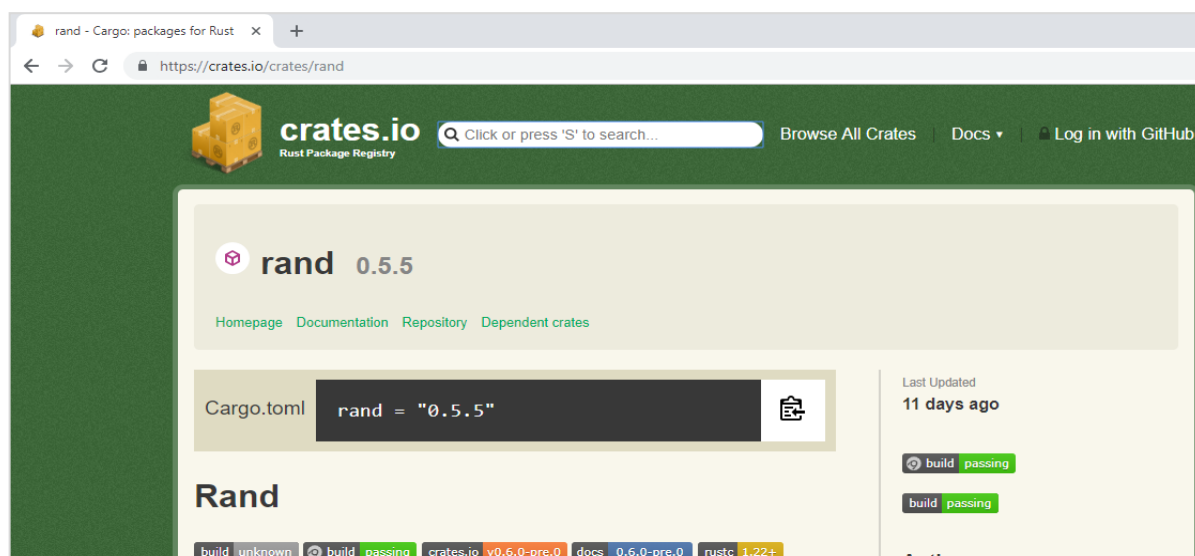 rand - Cargo: packages for Rust
https://crates.io/crates/rand
crates.io
Rust Package Registry
Click or press 'S' to search...
Browse All Crates
Docs
Log in with GitHub
rand 0.5.5
Homepage Documentation Repository Dependent crates
Cargo.toml
rand = "0.5.5"
Last Updated
11 days ago
build passing
build passing
Rand
build unknown build passing crates.io v0.6.0-pre.0 docs 0.6.0-pre.0 rustc 1.22+